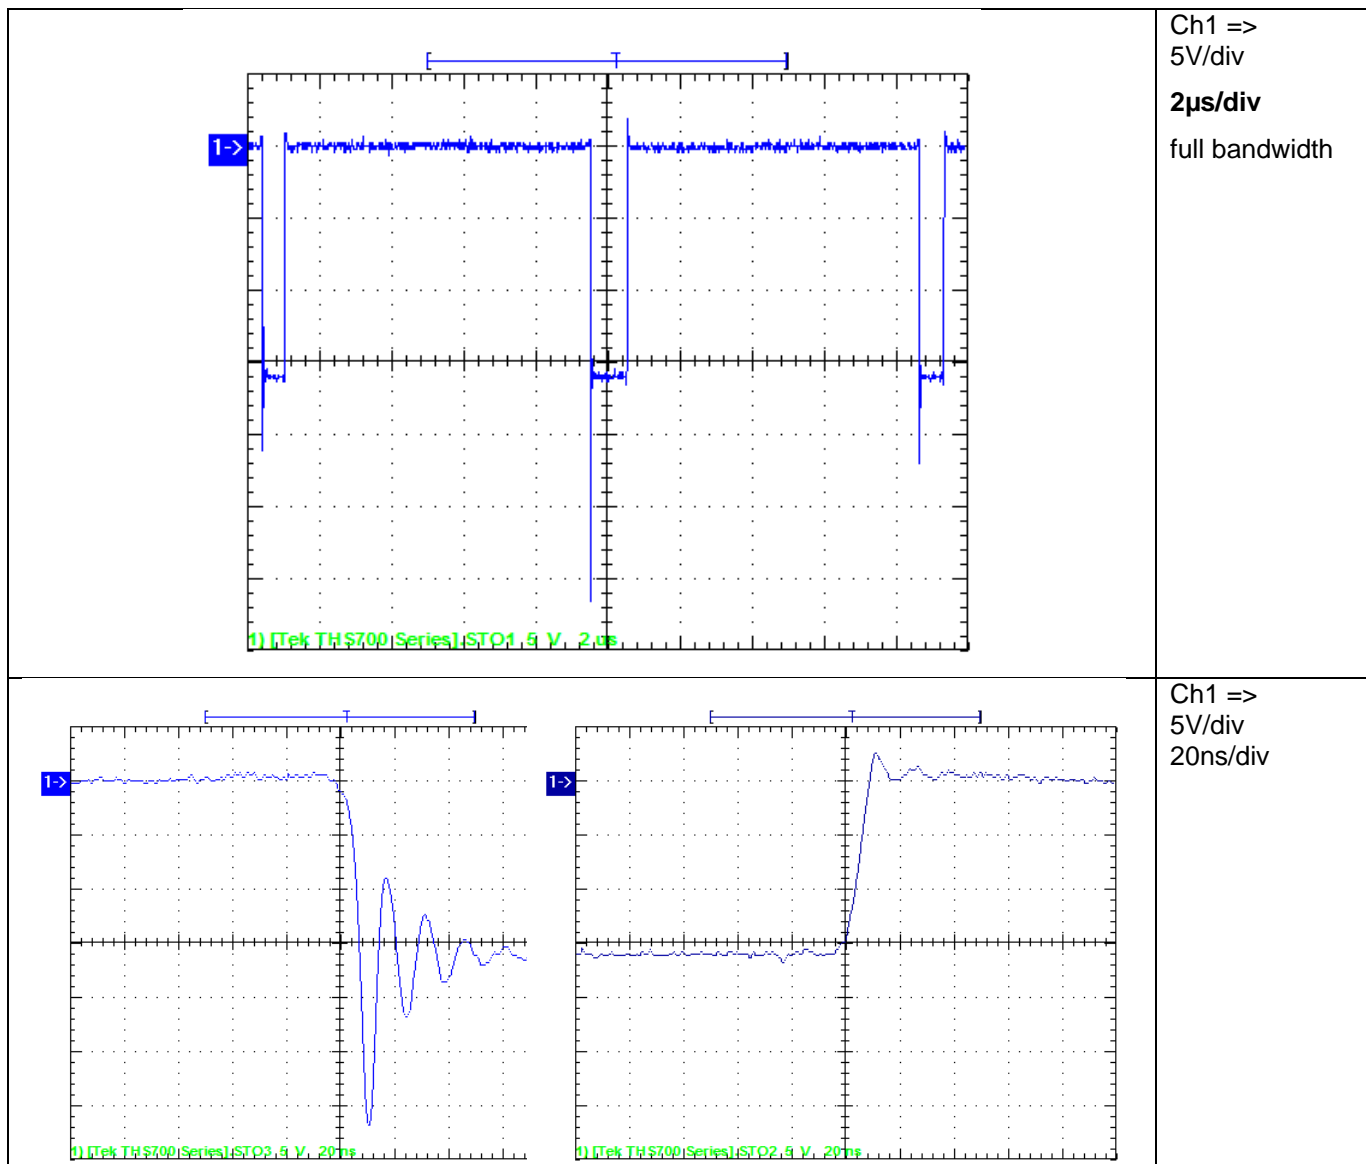 Ch1 =>
5V/div
2µs/div
full bandwidth
1->
1) [Tek THS700 Series].STO1 5 V 2 us
Ch1 =>
5V/div
20ns/div
1->
1->
1) [Tek THS700 Series].STO3 5 V 20 ns
1) [Tek THS700 Series].STO2 5 V 20 ns